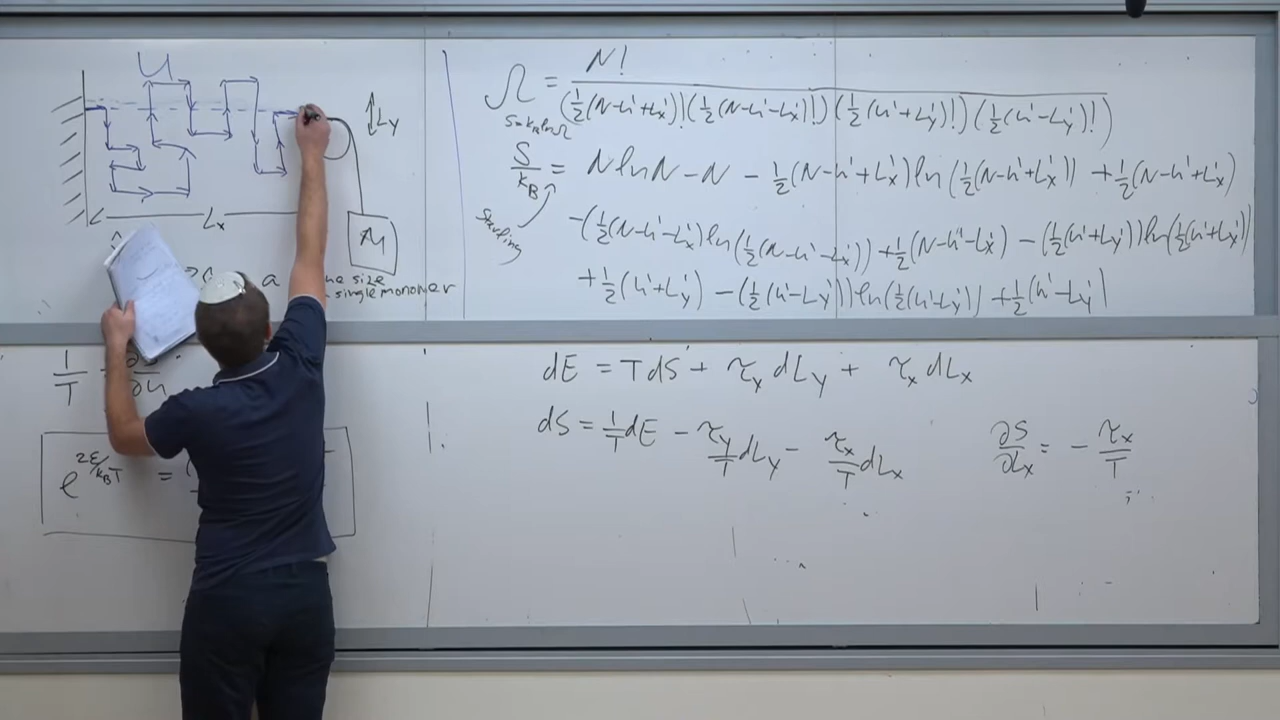 U
L_y
L_x
M
a
the size
single monomer
1/T = ∂S/∂U
e^{2ε/k_BT} = (
Ω = N! / (½(N-U'+L'_x)!(½(N-U'-L'_x)!)(½(U'+L'_y)!)(½(U'-L'_y)!)
S=k_B ln Ω
S/k_B = N ln N - N - ½(N-U'+L'_x) ln(½(N-U'+L'_x)) + ½(N-U'+L'_x)
Stirling
-(½(N-U'-L'_x) ln(½(N-U'-L'_x)) + ½(N-U'-L'_x) - (½(U'+L'_y)) ln(½(U'+L'_y))
+½(U'+L'_y) - (½(U'-L'_y)) ln(½(U'-L'_y)) + ½(U'-L'_y)
dE = TdS + τ_y dL_y + τ_x dL_x
dS = 1/T dE - τ_y/T dL_y - τ_x/T dL_x
∂S/∂L_x = - τ_x/T